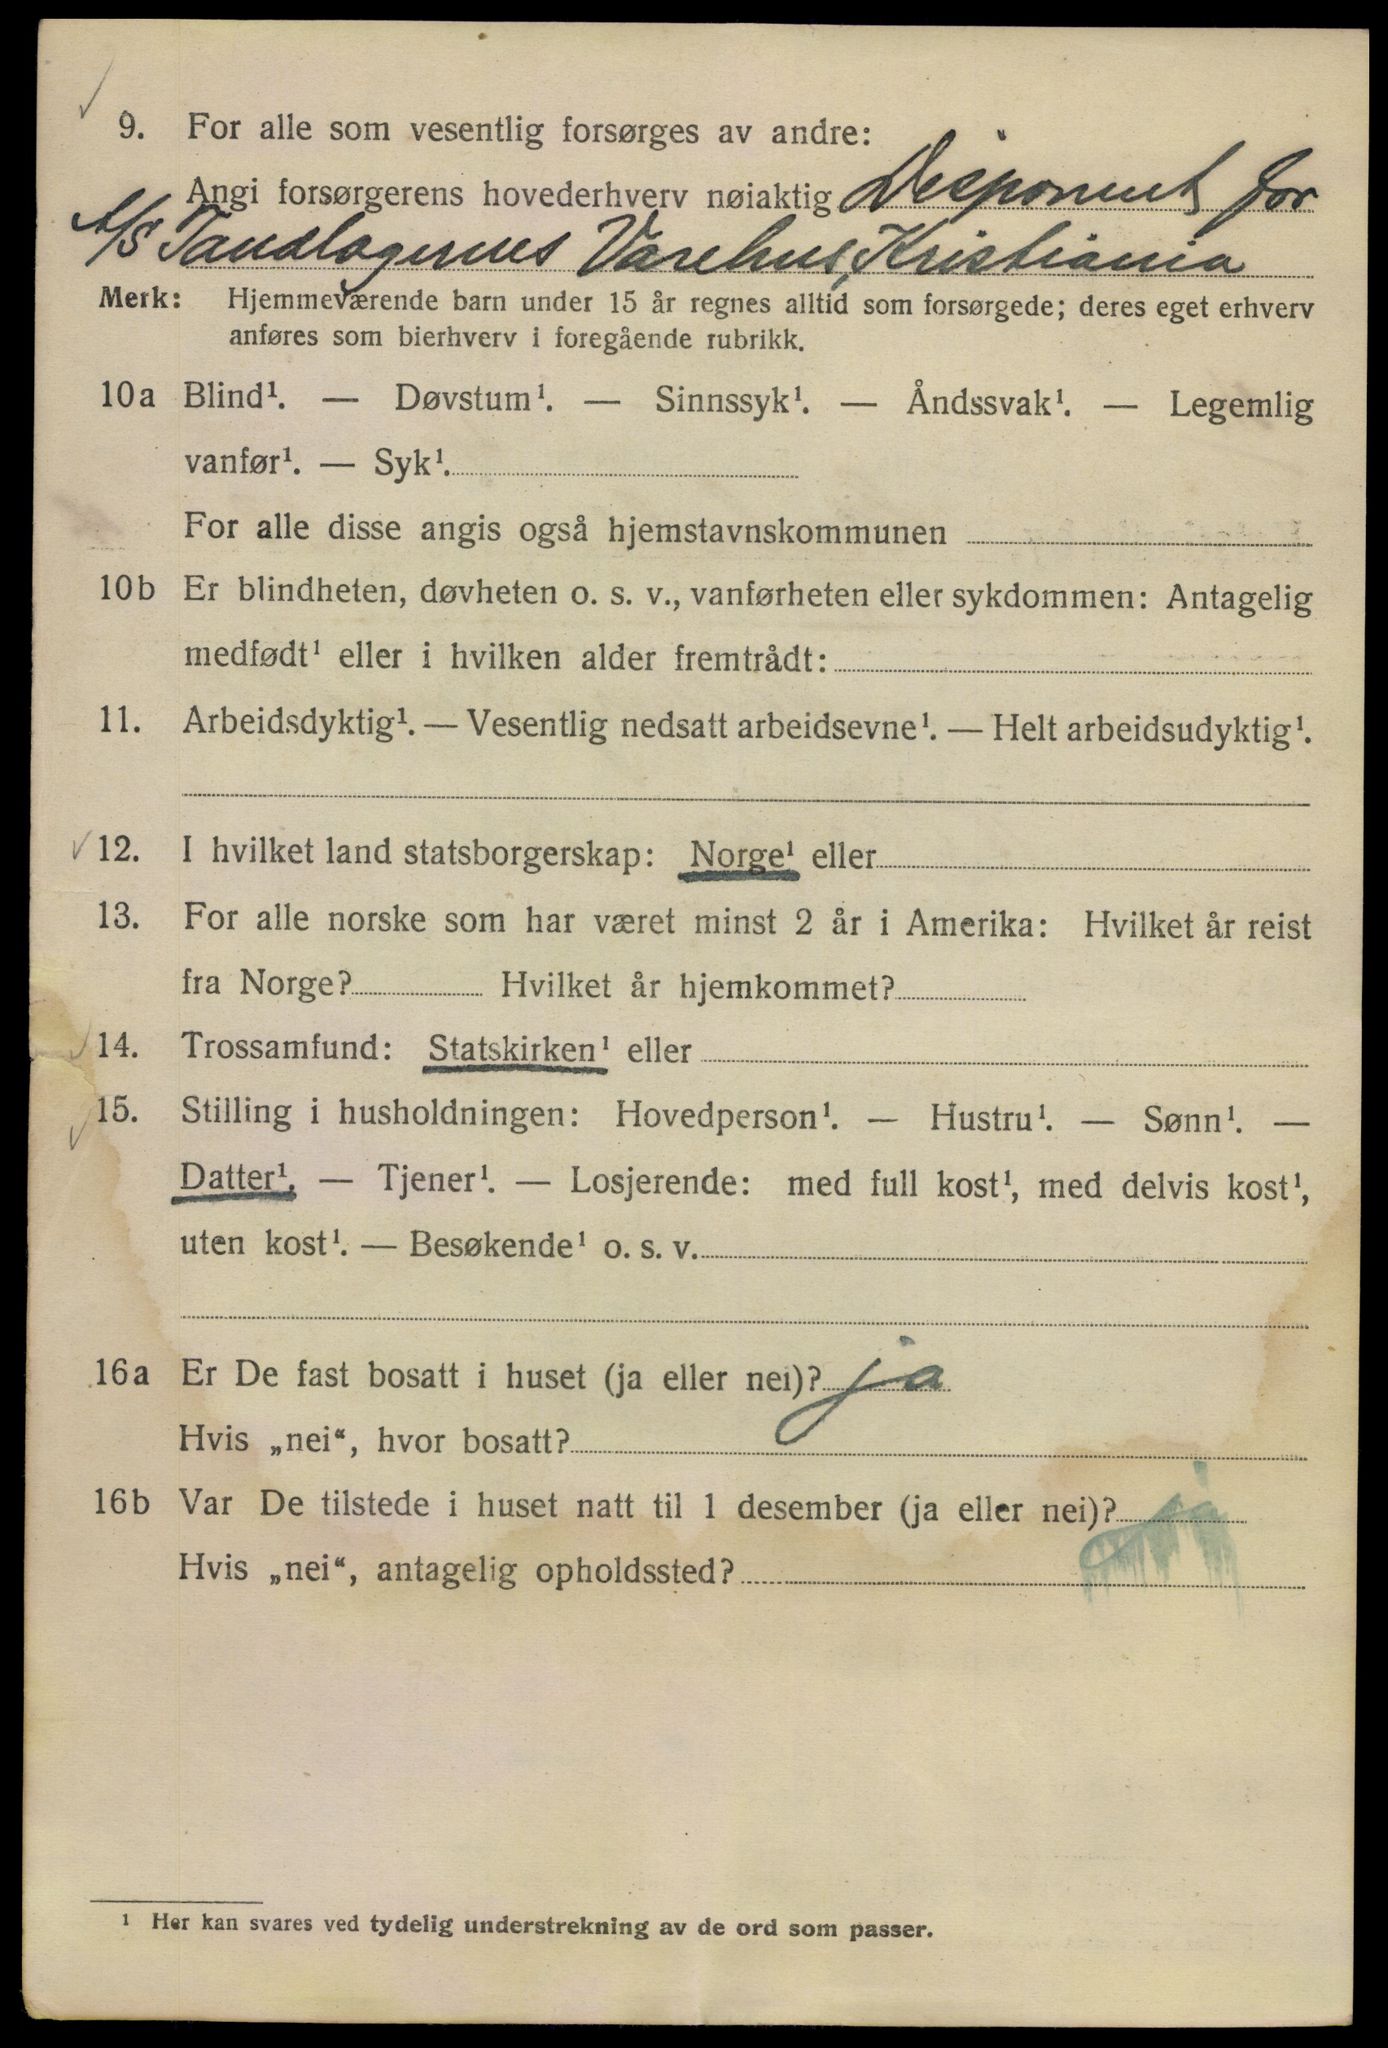 9. For alle som vesentlig forsørges av andre:
Angi forsørgerens hovederhverv nøiaktig Disponent for
A/S Tandlægernes Varehus, Kristiania
Merk: Hjemmeværende barn under 15 år regnes alltid som forsørgede; deres eget erhverv
anføres som bierhverv i foregående rubrikk.
10a Blind¹. — Døvstum¹. — Sinnssyk¹. — Åndssvak¹. — Legemlig
vanfør¹. — Syk¹.
For alle disse angis også hjemstavnskommunen
10b Er blindheten, døvheten o. s. v., vanførheten eller sykdommen: Antagelig
medfødt¹ eller i hvilken alder fremtrådt:
11. Arbeidsdyktig¹. — Vesentlig nedsatt arbeidsevne¹. — Helt arbeidsudyktig¹.
12. I hvilket land statsborgerskap: Norge¹ eller
13. For alle norske som har været minst 2 år i Amerika: Hvilket år reist
fra Norge? Hvilket år hjemkommet?
14. Trossamfund: Statskirken¹ eller
15. Stilling i husholdningen: Hovedperson¹. — Hustru¹. — Sønn¹. —
Datter¹. — Tjener¹. — Losjerende: med full kost¹, med delvis kost¹,
uten kost¹. — Besøkende¹ o. s. v.
16a Er De fast bosatt i huset (ja eller nei)? ja
Hvis „nei“, hvor bosatt?
16b Var De tilstede i huset natt til 1 desember (ja eller nei)? ja
Hvis „nei“, antagelig opholdssted?
¹ Her kan svares ved tydelig understrekning av de ord som passer.